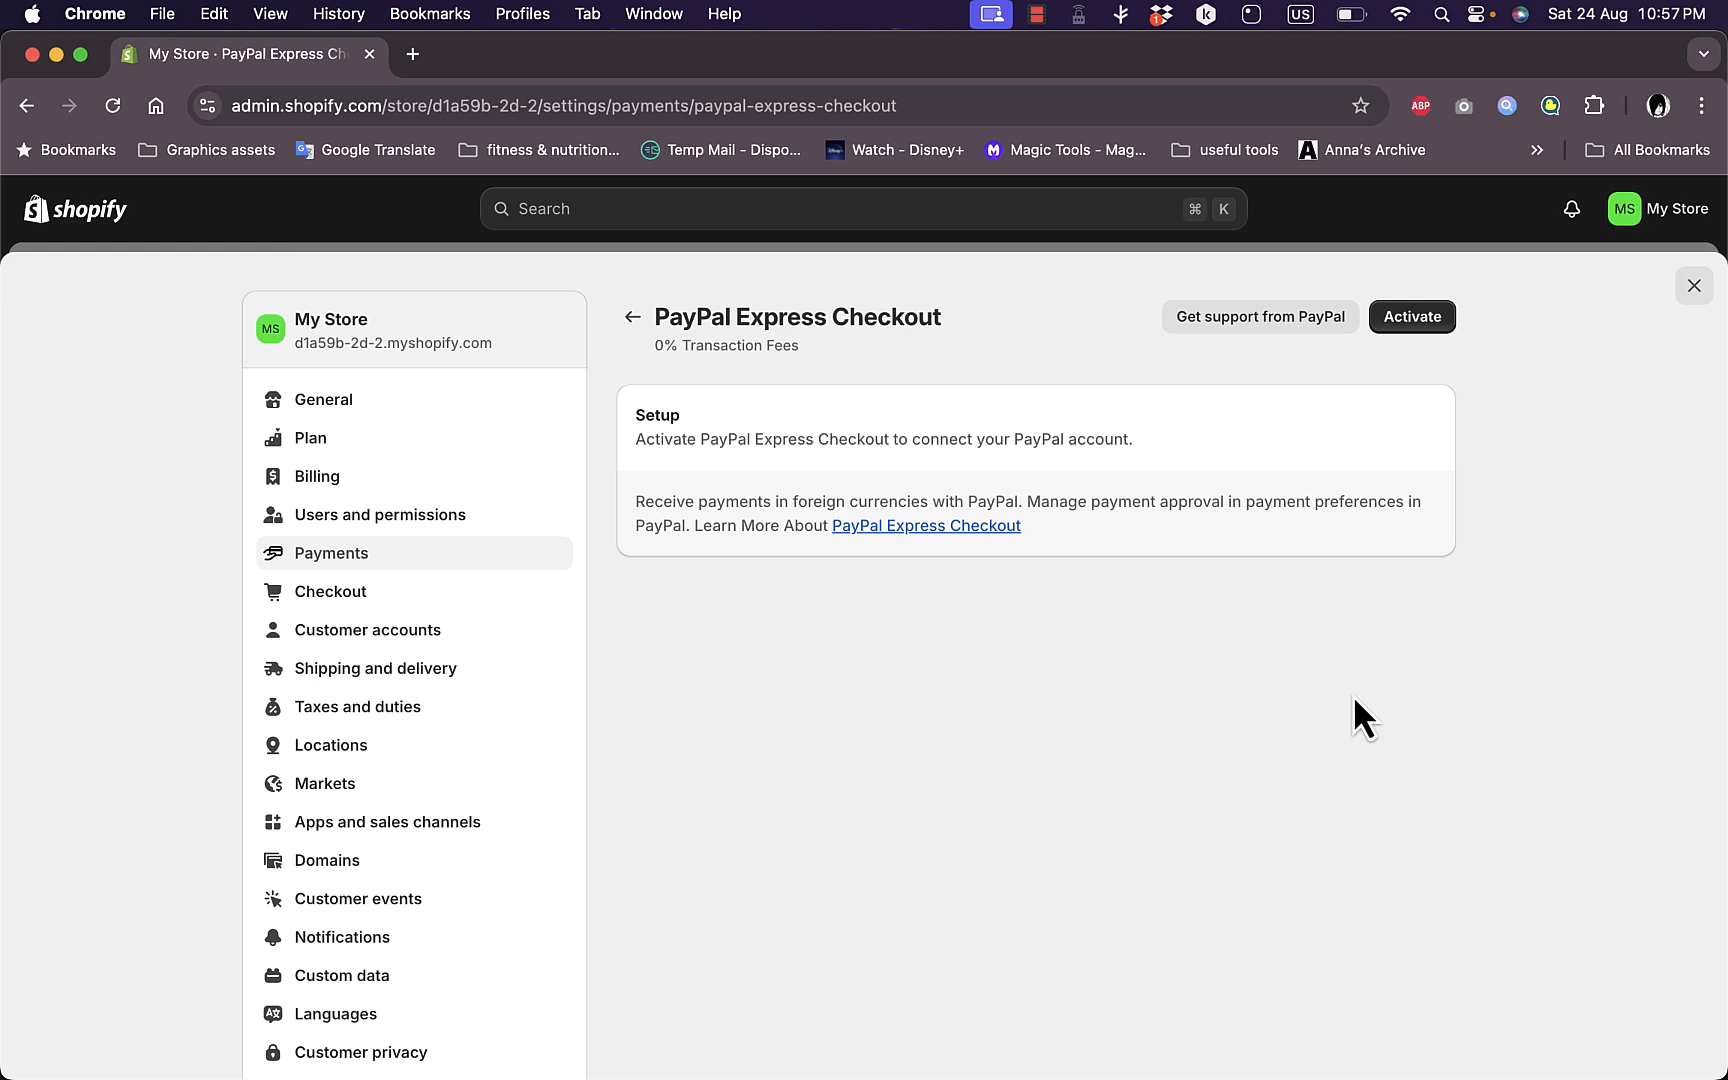 Chrome File Edit View History Bookmarks Profiles Tab Window Help US Sat 24 Aug 10:57 PM
My Store · PayPal Express Ch
admin.shopify.com/store/d1a59b-2d-2/settings/payments/paypal-express-checkout
ABP
Bookmarks Graphics assets Google Translate fitness & nutrition... Temp Mail - Dispo... Watch - Disney+ Magic Tools - Mag... useful tools Anna's Archive All Bookmarks
shopify Search ⌘ K MS My Store
MS My Store
d1a59b-2d-2.myshopify.com
General
Plan
Billing
Users and permissions
Payments
Checkout
Customer accounts
Shipping and delivery
Taxes and duties
Locations
Markets
Apps and sales channels
Domains
Customer events
Notifications
Custom data
Languages
Customer privacy
PayPal Express Checkout Get support from PayPal Activate
0% Transaction Fees
Setup
Activate PayPal Express Checkout to connect your PayPal account.
Receive payments in foreign currencies with PayPal. Manage payment approval in payment preferences in
PayPal. Learn More About PayPal Express Checkout